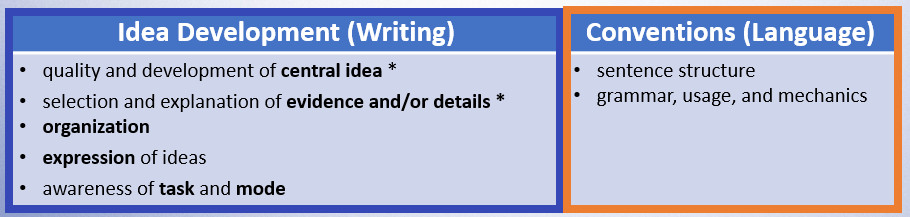 Idea Development (Writing)
• quality and development of central idea *
• selection and explanation of evidence and/or details *
• organization
• expression of ideas
• awareness of task and mode
Conventions (Language)
• sentence structure
• grammar, usage, and mechanics